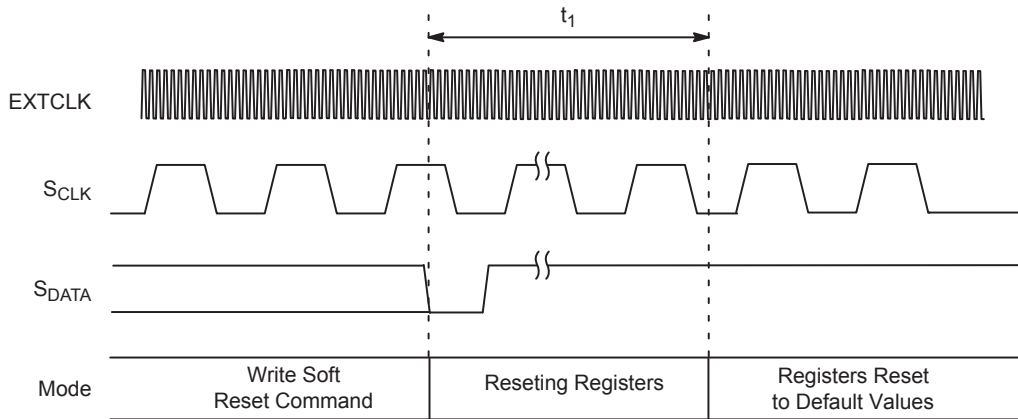 t1
EXTCLK
SCLK
SDATA
Mode
Write Soft
Reset Command
Reseting Registers
Registers Reset
to Default Values